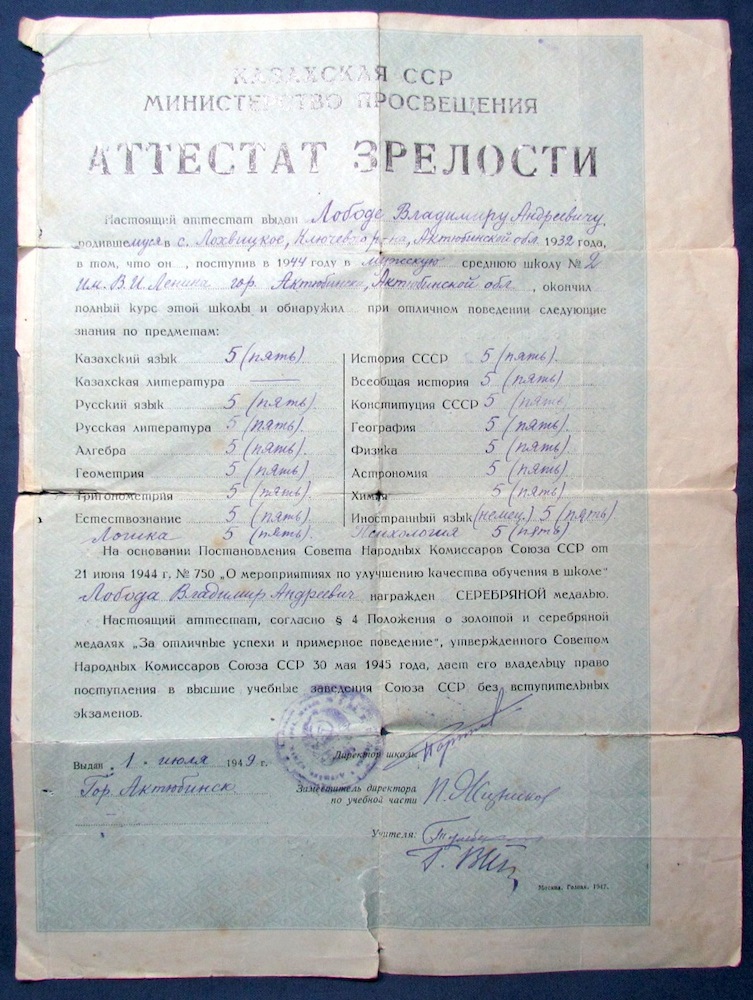 КАЗАХСКАЯ ССР
МИНИСТЕРСТВО ПРОСВЕЩЕНИЯ
АТТЕСТАТ ЗРЕЛОСТИ
Настоящий аттестат выдан Лободе Владимиру Андреевичу
родившемуся в с. Лохвицкое, Ключев. р-на, Актюбинской обл. 1932 года,
в том, что он , поступив в 1944 году в мужскую среднюю школу № 2
им. В. И. Ленина гор. Актюбинска, Актюбинской обл , окончил
полный курс этой школы и обнаружил при отличном поведении следующие
знания по предметам:
Казахский язык 5 (пять)
Казахская литература ——
Русский язык 5 (пять).
Русская литература 5 (пять).
Алгебра 5 (пять).
Геометрия 5 (пять).
Тригонометрия 5 (пять).
Естествознание 5 (пять).
Логика 5 (пять).
История СССР 5 (пять).
Всеобщая история 5 (пять)
Конституция СССР 5 (пять)
География 5 (пять).
Физика 5 (пять).
Астрономия 5 (пять).
Химия 5 (пять)
Иностранный язык (немец.) 5 (пять)
Психология 5 (пять)
На основании Постановления Совета Народных Комиссаров Союза ССР от
21 июня 1944 г. № 750 „О мероприятиях по улучшению качества обучения в школе"
Лобода Владимир Андреевич награжден СЕРЕБРЯНОЙ медалью.
Настоящий аттестат, согласно § 4 Положения о золотой и серебряной
медалях „За отличные успехи и примерное поведение", утвержденного Советом
Народных Комиссаров Союза ССР 30 мая 1945 года, дает его владельцу право
поступления в высшие учебные заведения Союза ССР без вступительных
экзаменов.
Выдан „1" июля 1949 г.
Гор. Актюбинск
Директор школы
Заместитель директора
по учебной части
Учителя:
Москва, Гознак, 1947.